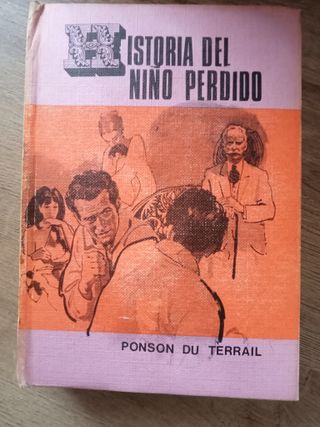 HISTORIA DEL
NIÑO PERDIDO
PONSON DU TERRAIL